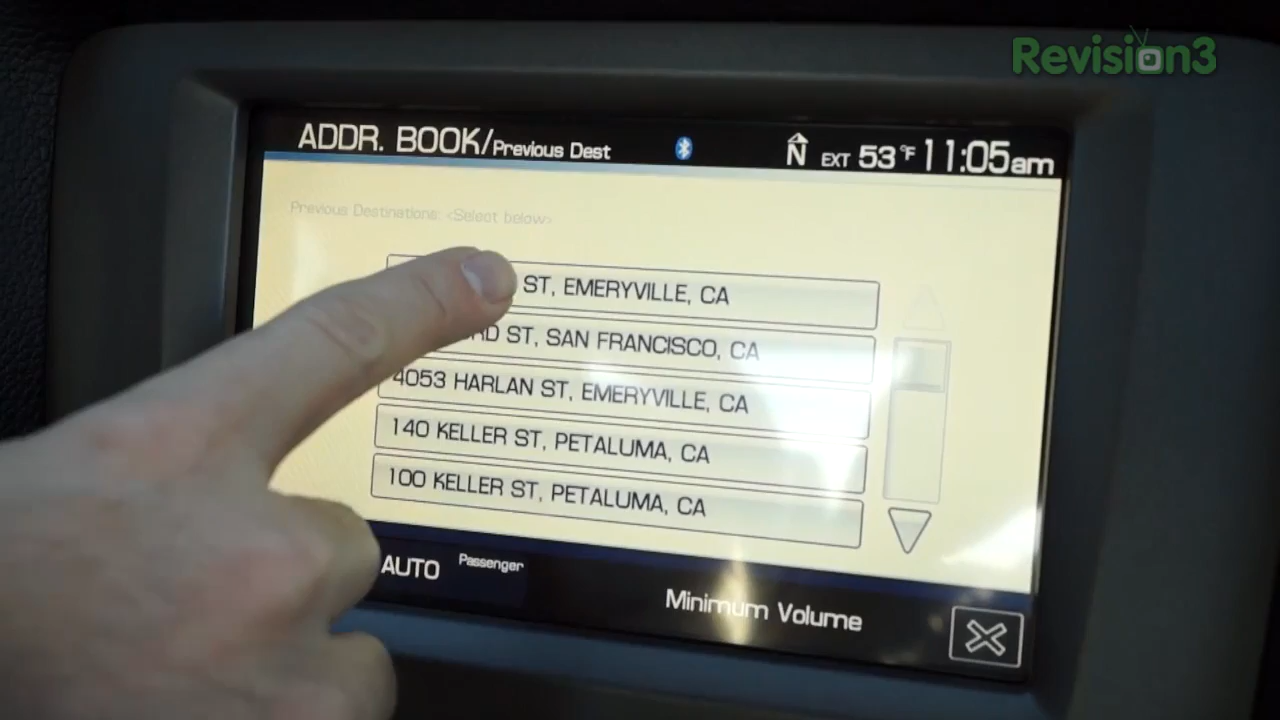 Revision3
ADDR. BOOK/Previous Dest N EXT 53°F 11:05am
Previous Destinations: <Select below>
ST, EMERYVILLE, CA
RD ST, SAN FRANCISCO, CA
4053 HARLAN ST, EMERYVILLE, CA
140 KELLER ST, PETALUMA, CA
100 KELLER ST, PETALUMA, CA
AUTO Passenger
Minimum Volume